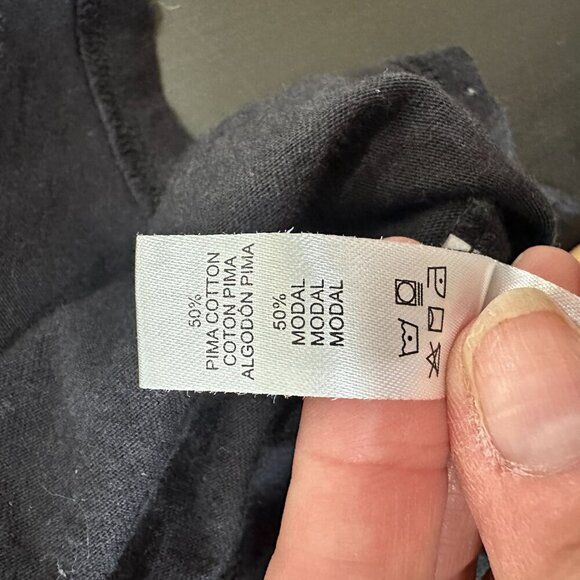 50%
PIMA COTTON
COTON PIMA
ALGODÓN PIMA
50%
MODAL
MODAL
MODAL